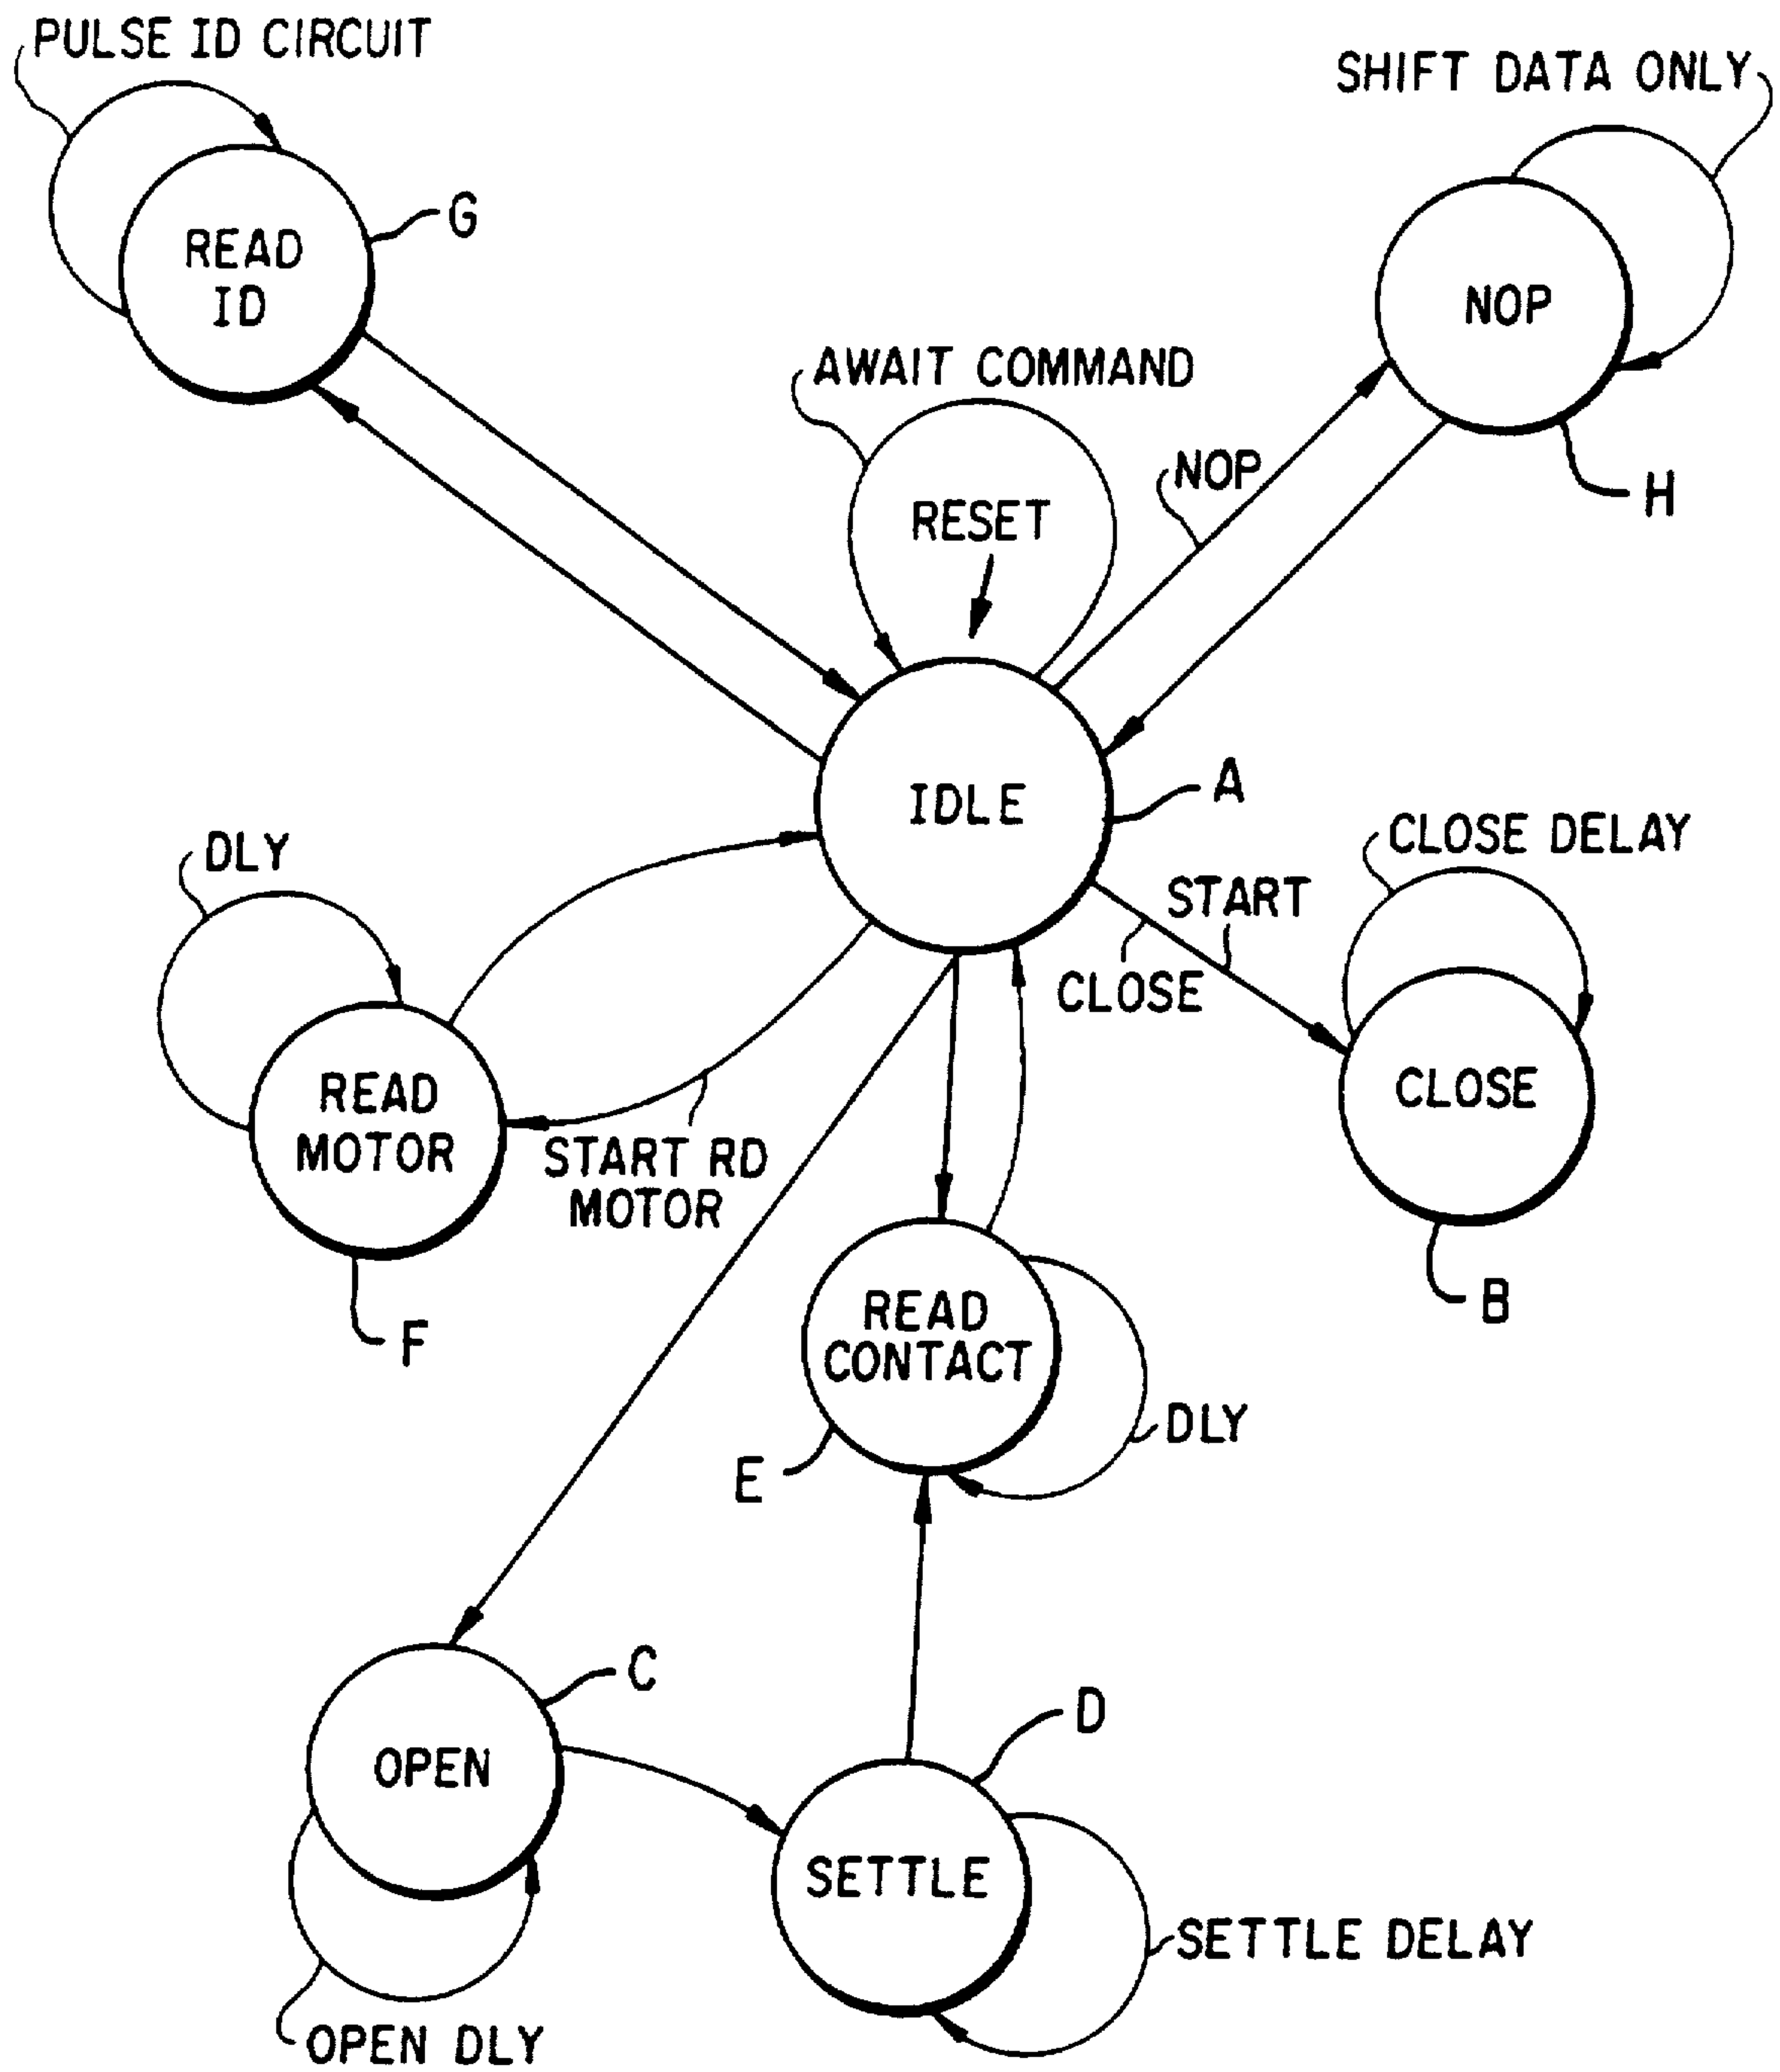 PULSE ID CIRCUIT
SHIFT DATA ONLY
G
READ
ID
NOP
AWAIT COMMAND
NOP
H
RESET
A
IDLE
DLY
CLOSE DELAY
START
CLOSE
CLOSE
READ
MOTOR
START RD
MOTOR
B
F
READ
CONTACT
DLY
E
C
D
OPEN
SETTLE
SETTLE DELAY
OPEN DLY